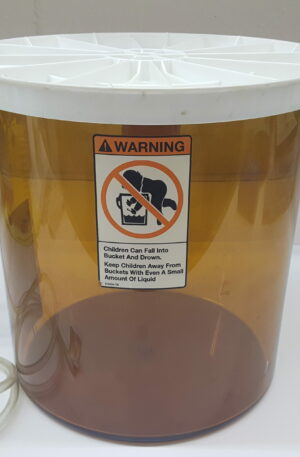 WARNING
Children Can Fall Into
Bucket And Drown.
Keep Children Away From
Buckets With Even A Small
Amount Of Liquid